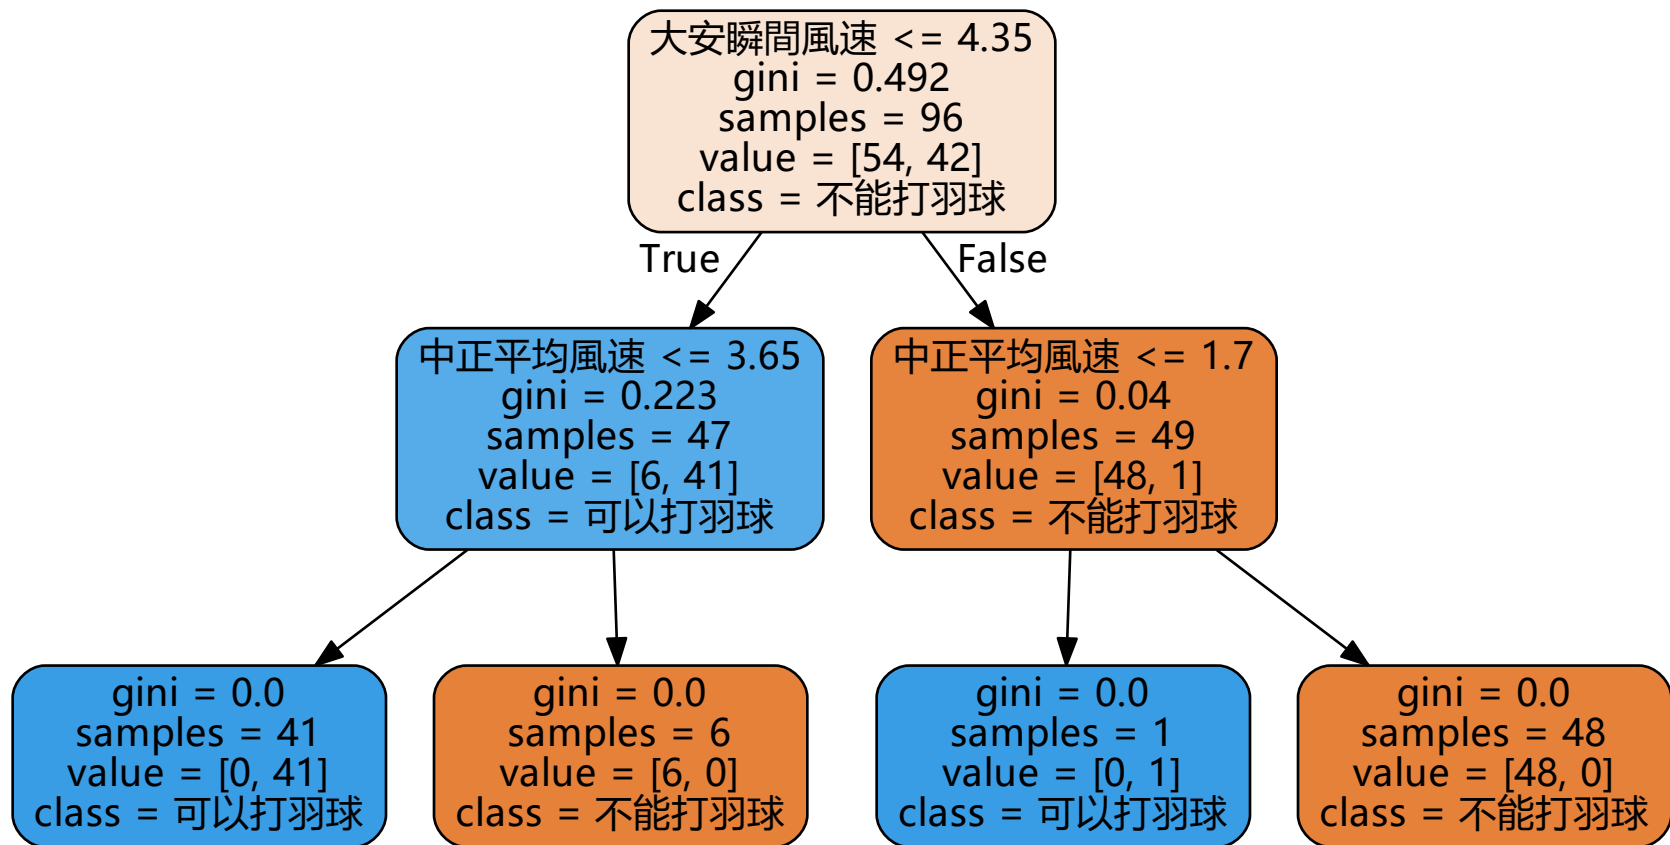 大安瞬間風速 <= 4.35
gini = 0.492
samples = 96
value = [54, 42]
class = 不能打羽球
True
False
中正平均風速 <= 3.65
gini = 0.223
samples = 47
value = [6, 41]
class = 可以打羽球
中正平均風速 <= 1.7
gini = 0.04
samples = 49
value = [48, 1]
class = 不能打羽球
gini = 0.0
samples = 41
value = [0, 41]
class = 可以打羽球
gini = 0.0
samples = 6
value = [6, 0]
class = 不能打羽球
gini = 0.0
samples = 1
value = [0, 1]
class = 可以打羽球
gini = 0.0
samples = 48
value = [48, 0]
class = 不能打羽球